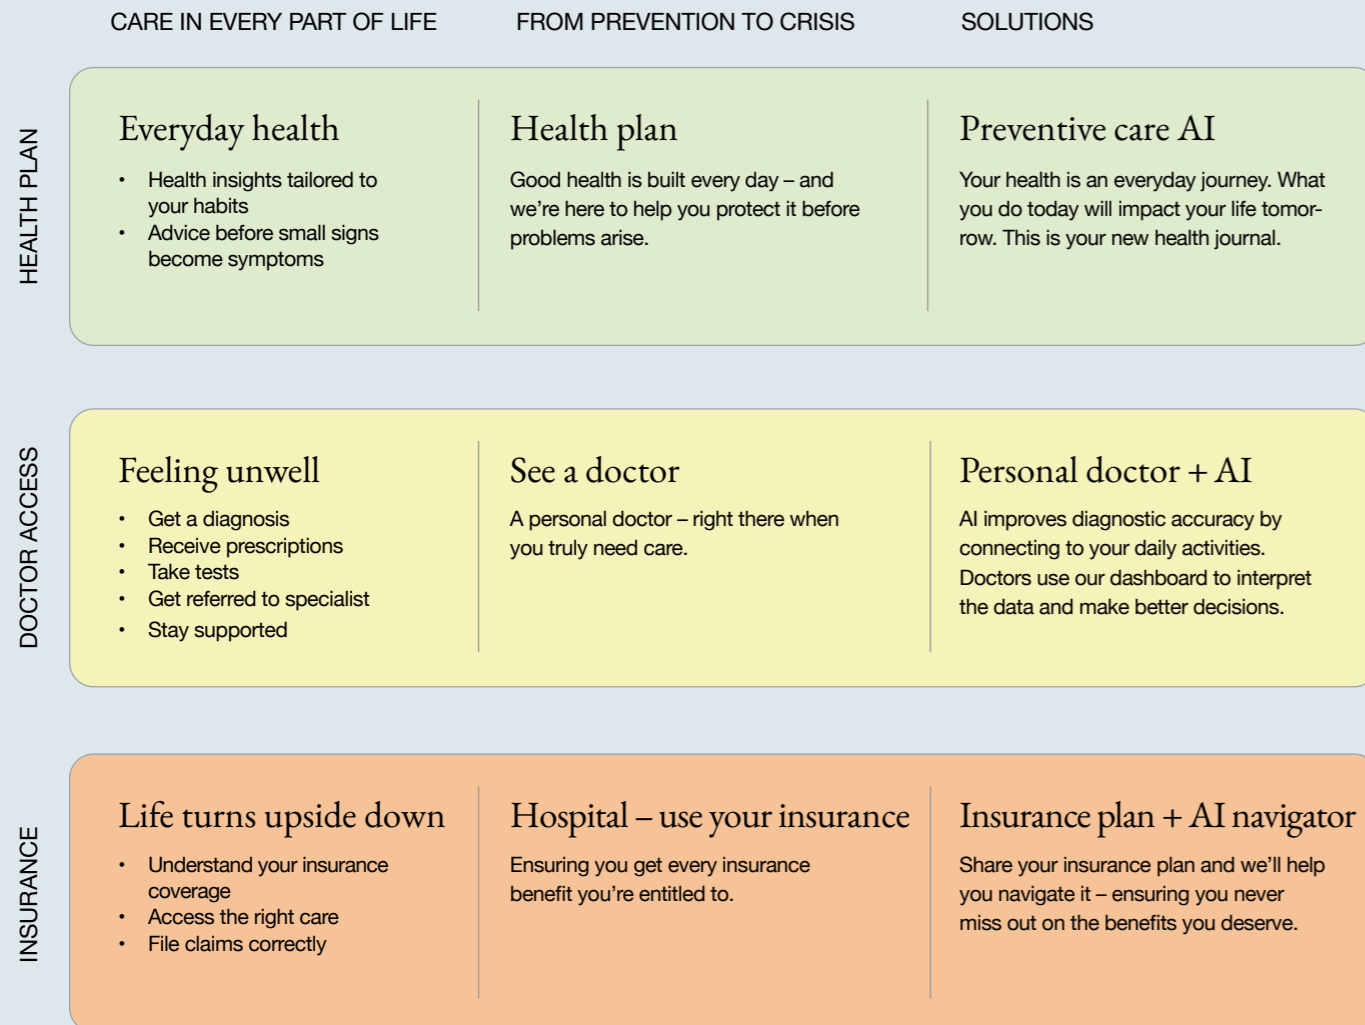 CARE IN EVERY PART OF LIFE
FROM PREVENTION TO CRISIS
SOLUTIONS
HEALTH PLAN
Everyday health
• Health insights tailored to
your habits
• Advice before small signs
become symptoms
Health plan
Good health is built every day – and
we're here to help you protect it before
problems arise.
Preventive care AI
Your health is an everyday journey. What
you do today will impact your life tomor-
row. This is your new health journal.
DOCTOR ACCESS
Feeling unwell
• Get a diagnosis
• Receive prescriptions
• Take tests
• Get referred to specialist
• Stay supported
See a doctor
A personal doctor – right there when
you truly need care.
Personal doctor + AI
AI improves diagnostic accuracy by
connecting to your daily activities.
Doctors use our dashboard to interpret
the data and make better decisions.
INSURANCE
Life turns upside down
• Understand your insurance
coverage
• Access the right care
• File claims correctly
Hospital – use your insurance
Ensuring you get every insurance
benefit you're entitled to.
Insurance plan + AI navigator
Share your insurance plan and we'll help
you navigate it – ensuring you never
miss out on the benefits you deserve.